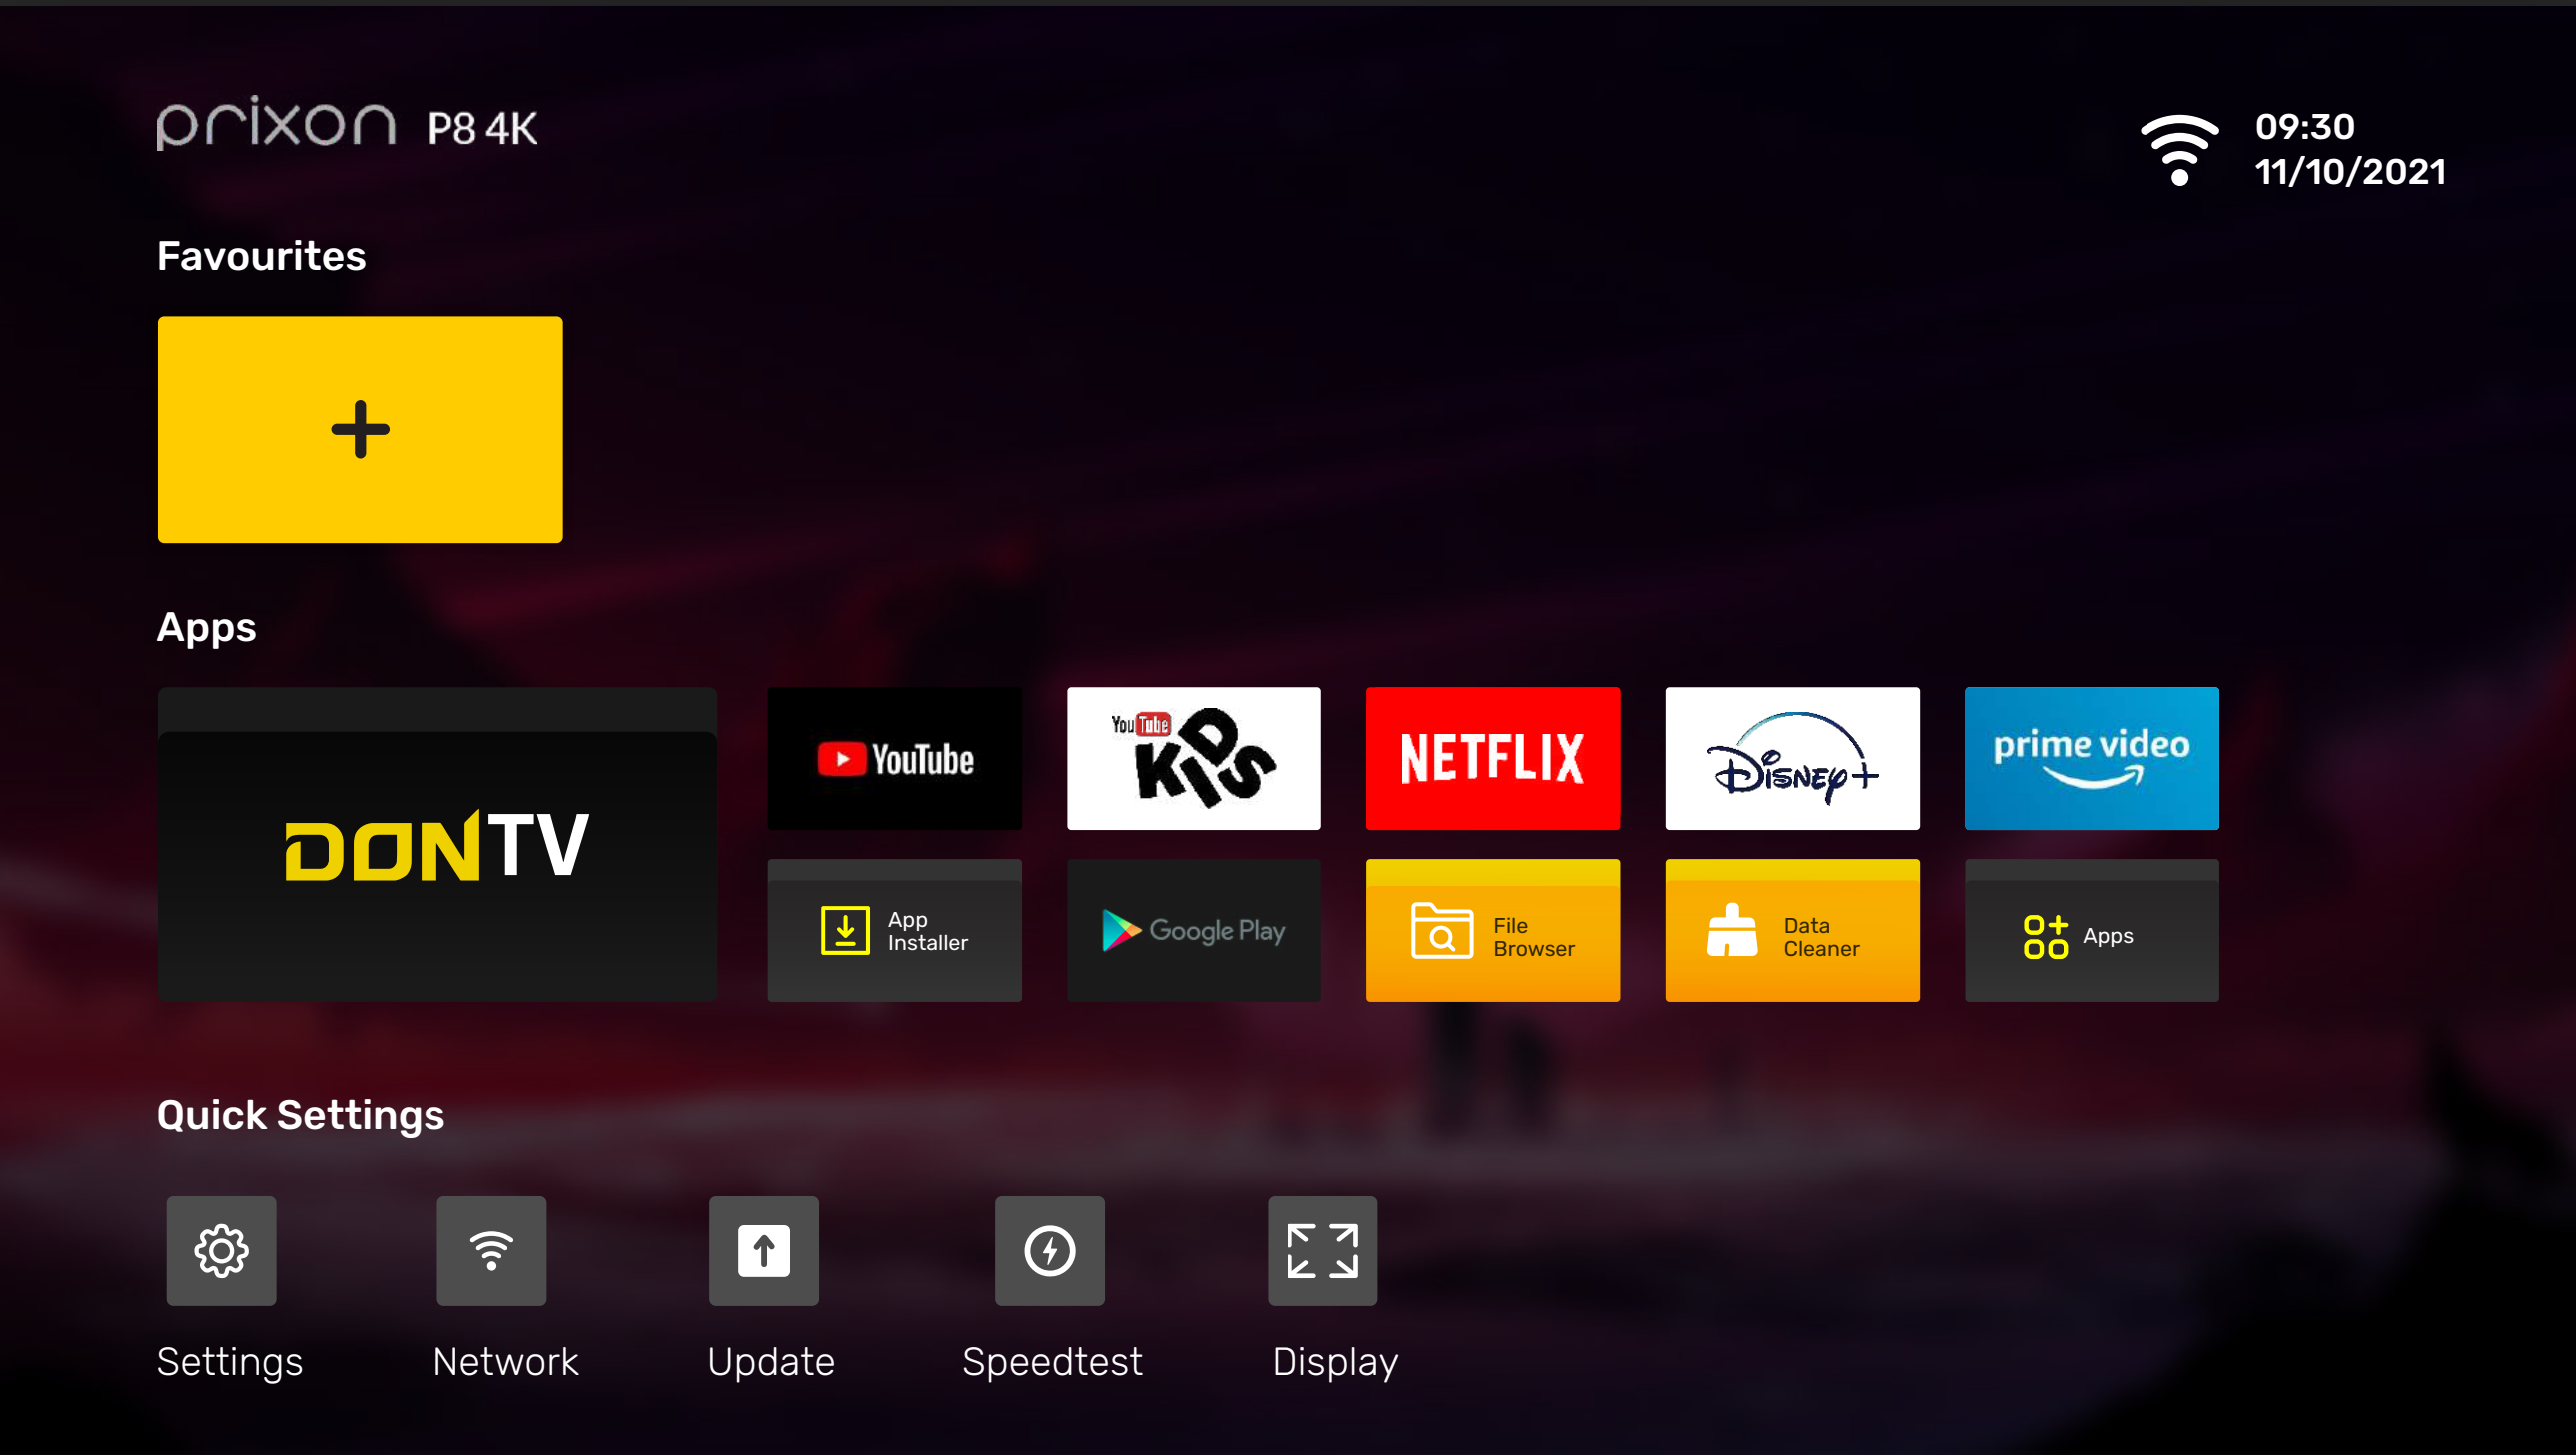 prixon P8 4K
09:30
11/10/2021
Favourites
Apps
DONTV
YouTube
YouTube
KIDS
NETFLIX
Disney+
prime video
App
Installer
Google Play
File
Browser
Data
Cleaner
Apps
Quick Settings
Settings
Network
Update
Speedtest
Display